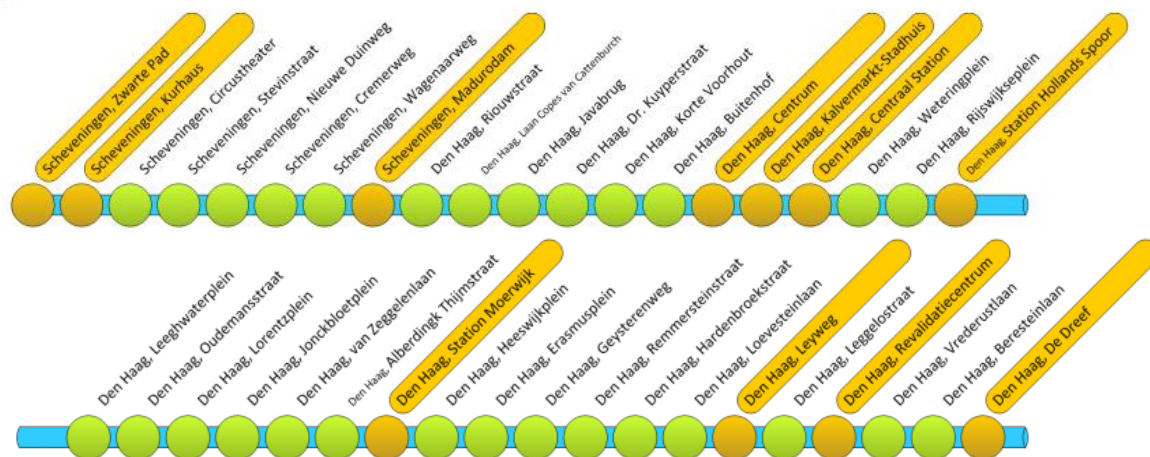 Scheveningen, Zwarte Pad
Scheveningen, Kurhaus
Scheveningen, Circustheater
Scheveningen, Stevinstraat
Scheveningen, Nieuwe Duinweg
Scheveningen, Cremerweg
Scheveningen, Wagenaarweg
Scheveningen, Madurodam
Den Haag, Riouwstraat
Den Haag, Laan Copes van Cattenburch
Den Haag, Javabrug
Den Haag, Dr. Kuyperstraat
Den Haag, Korte Voorhout
Den Haag, Buitenhof
Den Haag, Centrum
Den Haag, Kalvermarkt-Stadhuis
Den Haag, Centraal Station
Den Haag, Weteringplein
Den Haag, Rijswijkseplein
Den Haag, Station Hollands Spoor
Den Haag, Leeghwaterplein
Den Haag, Oudemansstraat
Den Haag, Lorentzplein
Den Haag, Jonckbloetplein
Den Haag, van Zeggelenlaan
Den Haag, Alberdingk Thijmstraat
Den Haag, Station Moerwijk
Den Haag, Heeswijkplein
Den Haag, Erasmusplein
Den Haag, Geysterenweg
Den Haag, Remmersteinstraat
Den Haag, Hardenbroekstraat
Den Haag, Loevesteinlaan
Den Haag, Leyweg
Den Haag, Leggelostraat
Den Haag, Revalidatiecentrum
Den Haag, Vrederustlaan
Den Haag, Beresteinlaan
Den Haag, De Dreef